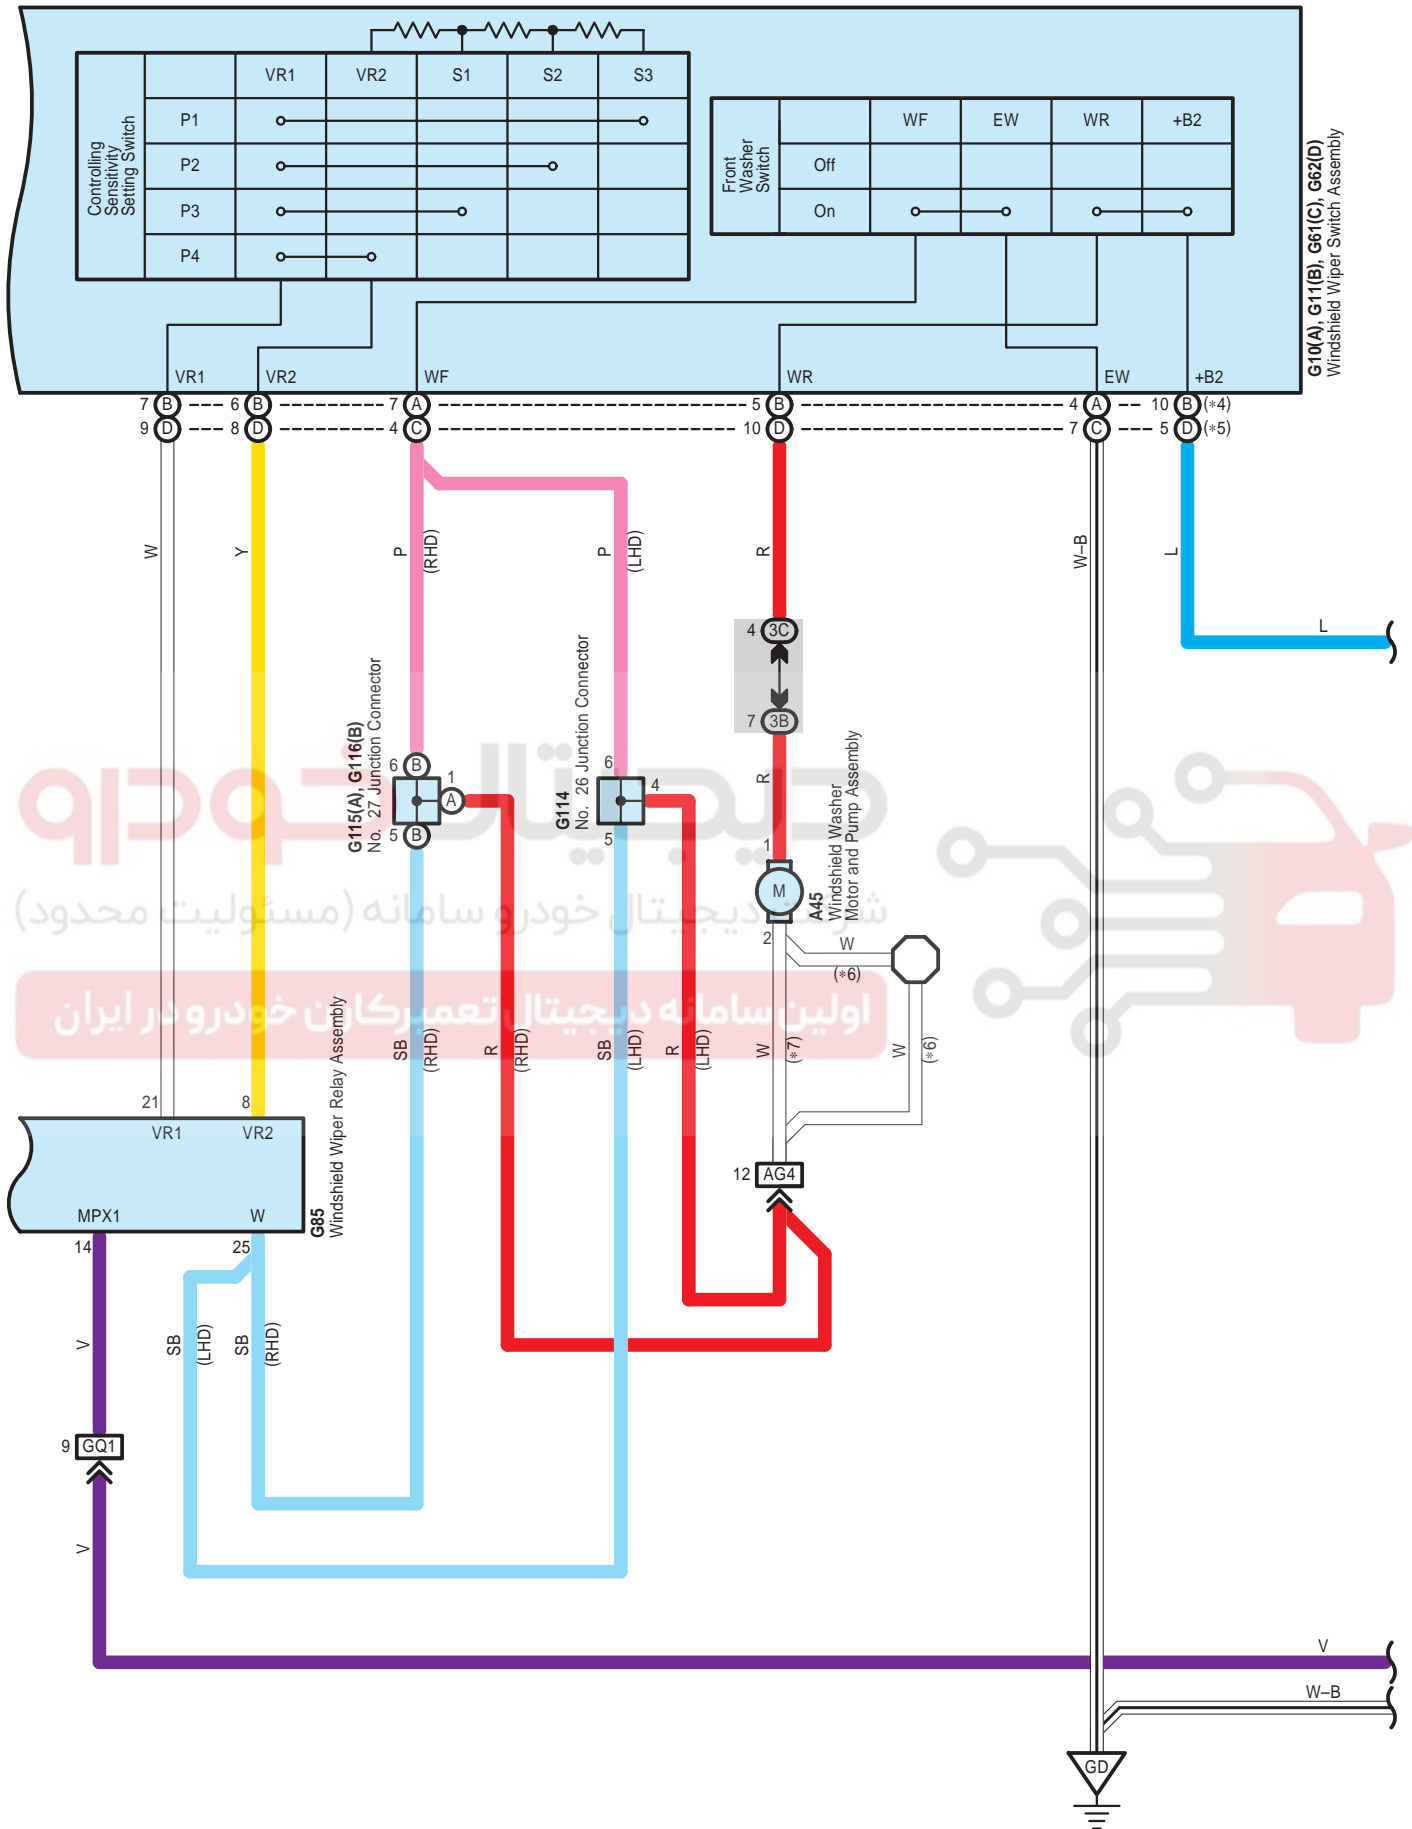 VR1 VR2 S1 S2 S3
Controlling
Sensitivity
Setting Switch
P1
P2
P3
P4
Front
Washer
Switch
WF EW WR +B2
Off
On
G10(A), G11(B), G61(C), G62(D)
Windshield Wiper Switch Assembly
VR1 VR2 WF WR EW +B2
7 B 6 B 7 A 5 B 4 A 10 B (*4)
9 D 8 D 4 C 10 D 7 C 5 D (*5)
W
Y
P
(RHD)
P
(LHD)
R
W–B
L
L
4 3C
7 3B
R
G115(A), G116(B)
No. 27 Junction Connector
6 B
1
A
5 B
G114
No. 26 Junction Connector
6
4
5
1
M
2
A45
Windshield Washer
Motor and Pump Assembly
W
(*6)
دیجیتال خودرو
شرکت دیجیتال خودرو سامانه (مسئولیت محدود)
اولین سامانه دیجیتال تعمیرکاران خودرو در ایران
SB
(RHD)
R
(RHD)
SB
(LHD)
R
(LHD)
W
(*7)
W
(*6)
21 8
VR1 VR2
MPX1 W
G85
Windshield Wiper Relay Assembly
14 25
12 AG4
V
SB
(LHD)
SB
(RHD)
9 GQ1
V
V
W–B
GD